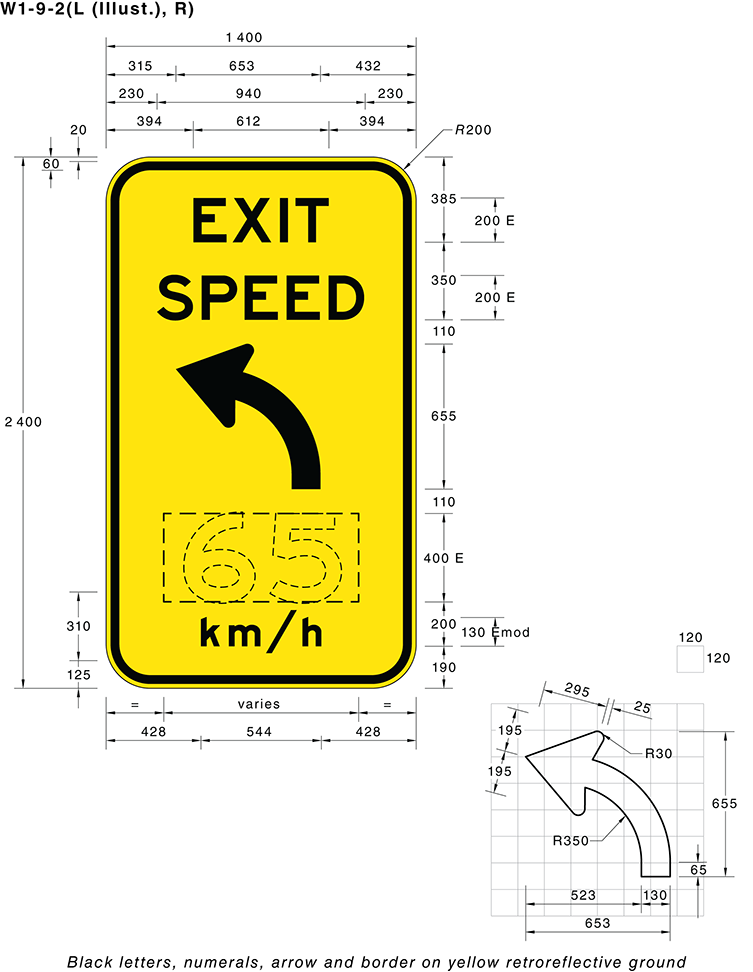 W1-9-2(L (Illust.), R)
1 400
315 653 432
230 940 230
394 612 394
20
60
R200
385
200 E
EXIT
350
200 E
SPEED
110
2 400
655
110
65
400 E
310
200
130 Emod
km/h
125
190
120
120
= varies =
428 544 428
295
25
195
R30
195
655
R350
65
523 130
653
Black letters, numerals, arrow and border on yellow retroreflective ground